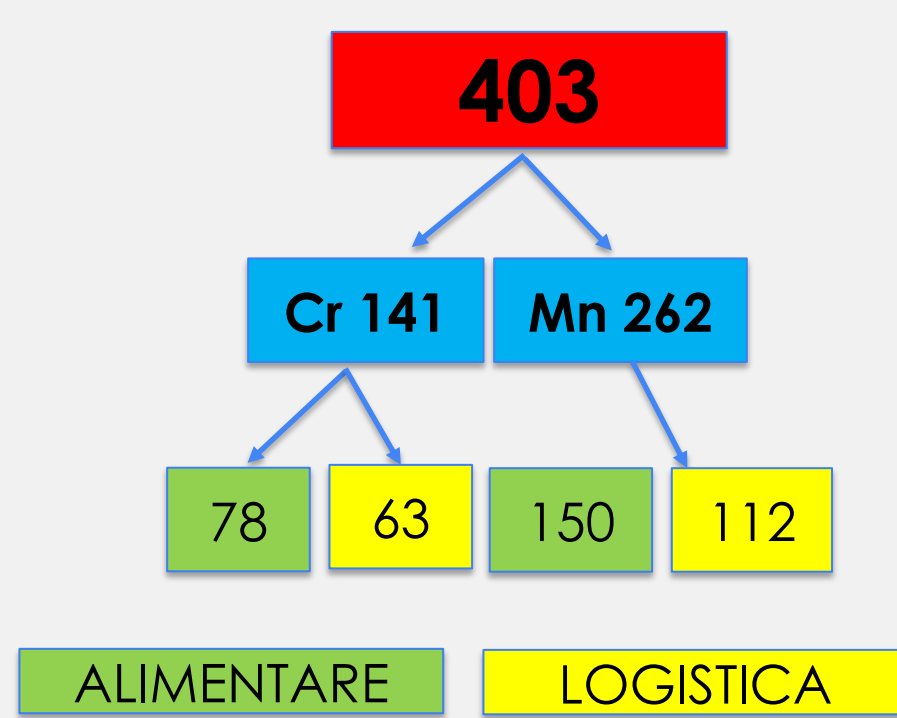 403
Cr 141
Mn 262
78
63
150
112
ALIMENTARE
LOGISTICA